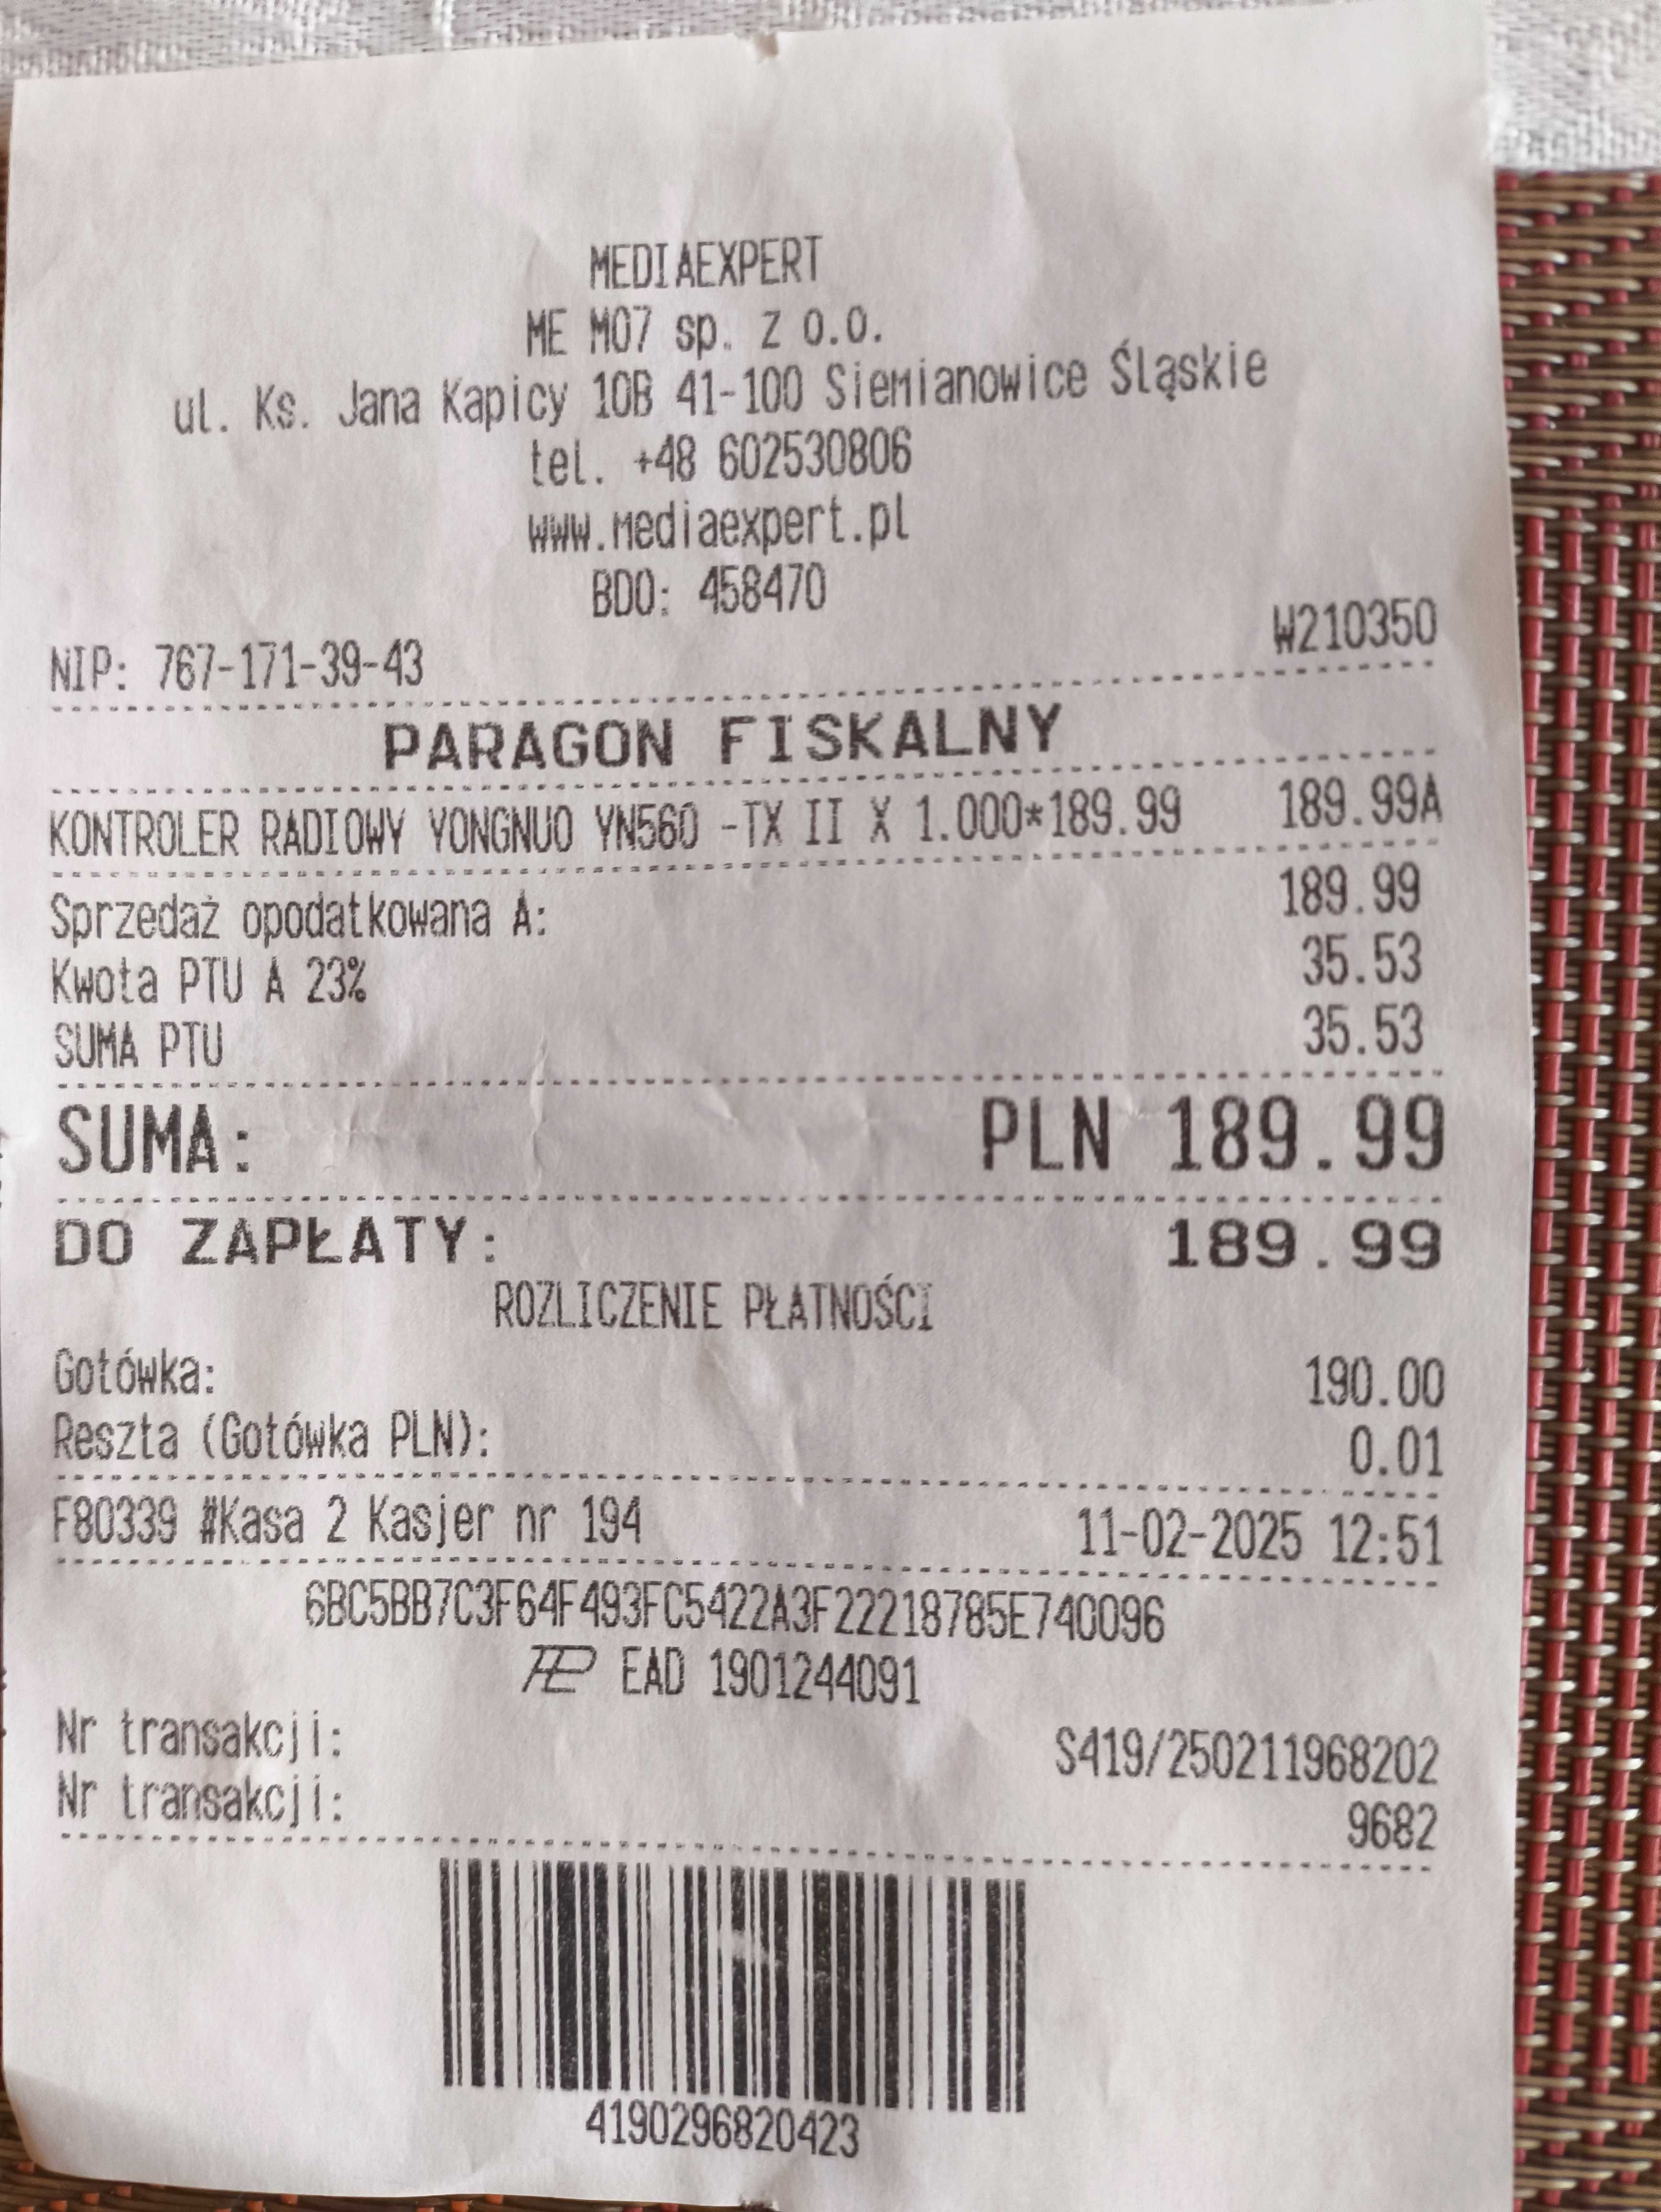 MEDIAEXPERT
ME M07 sp. z o.o.
ul. Ks. Jana Kapicy 10B 41-100 Siemianowice Śląskie
tel. +48 602530806
www.mediaexpert.pl
BDO: 458470
NIP: 767-171-39-43 W210350
PARAGON FISKALNY
KONTROLER RADIOWY YONGNUO YN560 -TX II X 1.000*189.99 189.99A
Sprzedaż opodatkowana A: 189.99
Kwota PTU A 23% 35.53
SUMA PTU 35.53
SUMA: PLN 189.99
DO ZAPŁATY: 189.99
ROZLICZENIE PŁATNOŚCI
Gotówka: 190.00
Reszta (Gotówka PLN): 0.01
F80339 #Kasa 2 Kasjer nr 194 11-02-2025 12:51
6BC5BB7C3F64F493FC5422A3F22218785E740096
EAD 1901244091
Nr transakcji: S419/250211968202
Nr transakcji: 9682
4190296820423